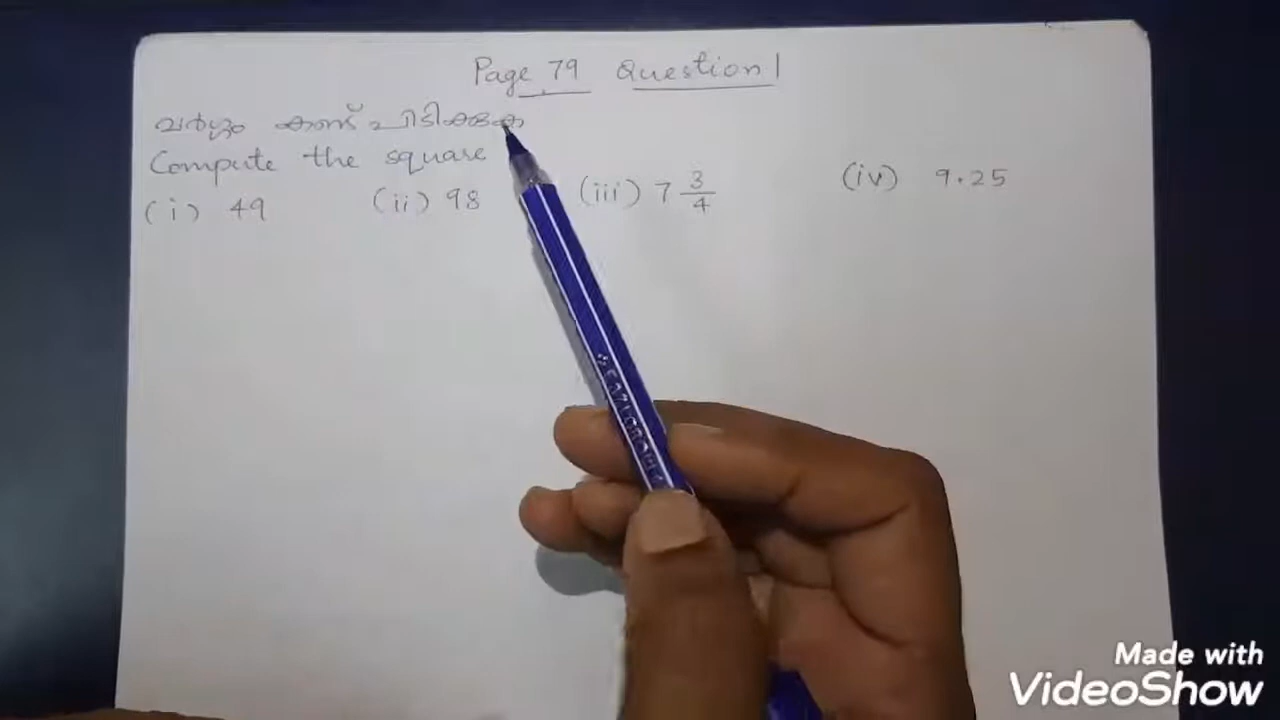 Page 79 Question 1
വർഗ്ഗം കണ്ട് പിടിക്കുക
Compute the square
(i) 49 (ii) 98 (iii) 7 3/4 (iv) 9.25
Made with
VideoShow